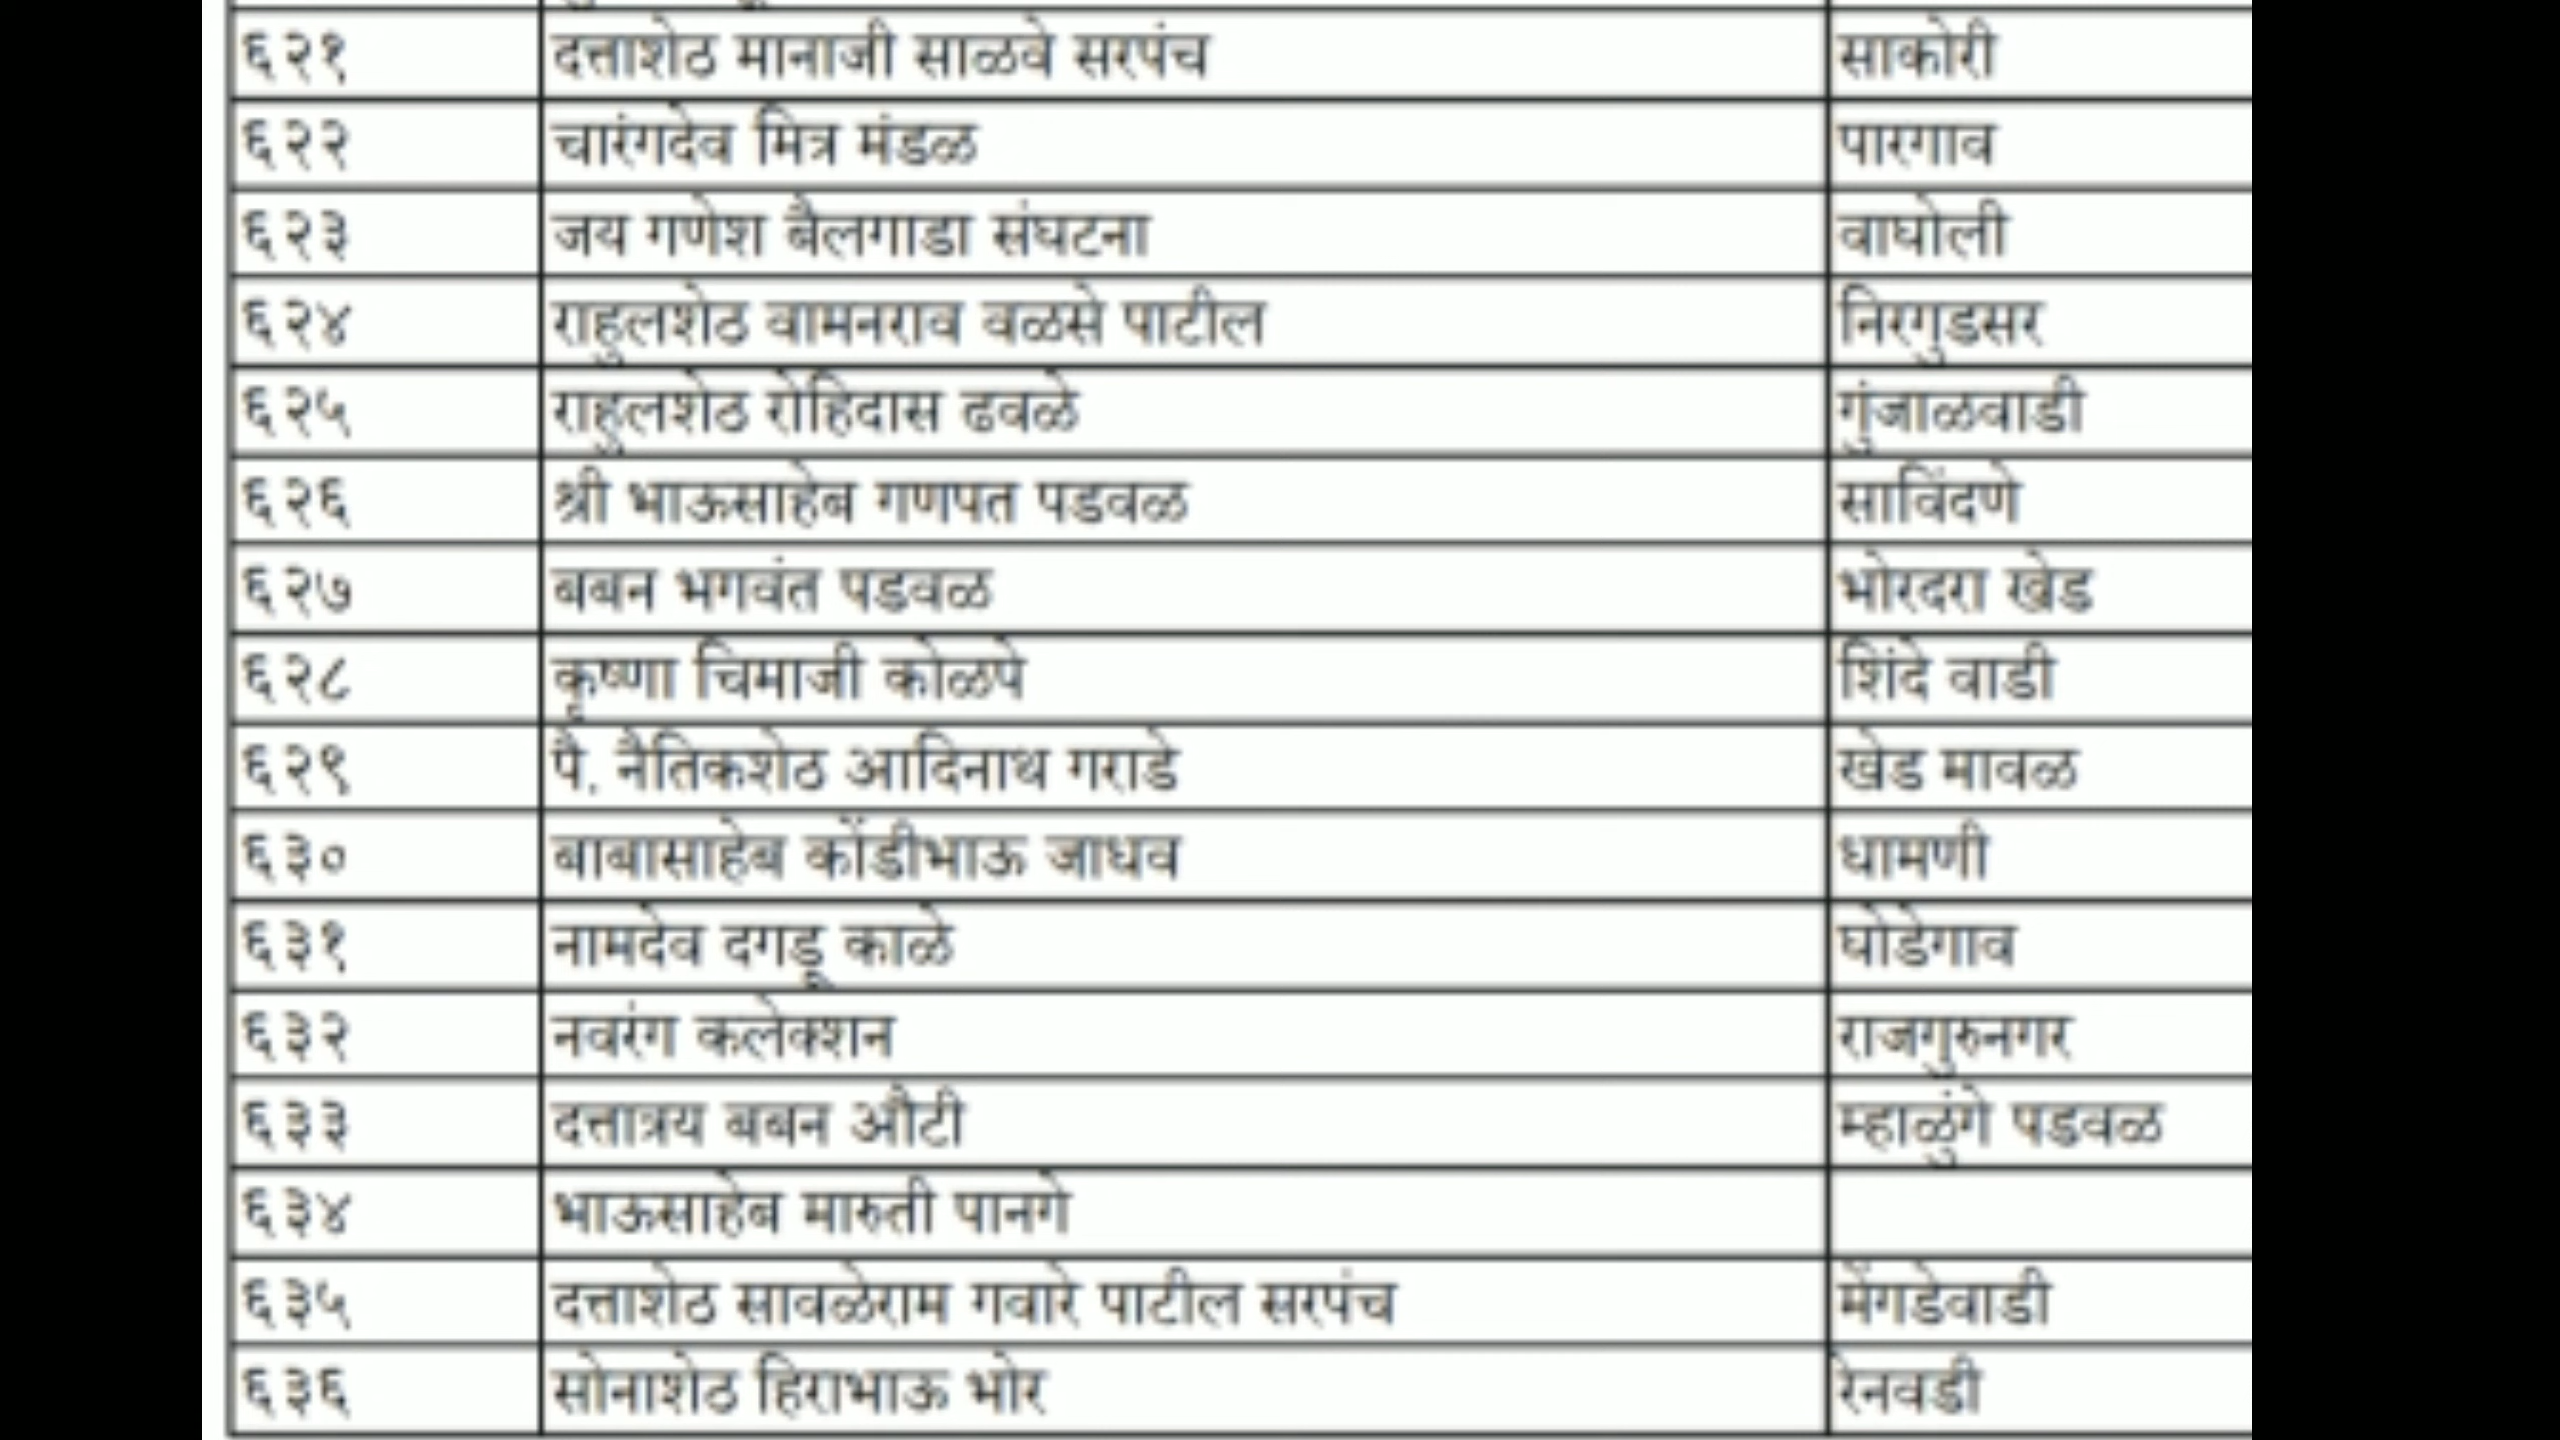 ६२१ दत्ताशेठ मानाजी साळवे सरपंच साकोरी
६२२ चारंगदेव मित्र मंडळ पारगाव
६२३ जय गणेश बैलगाडा संघटना वाघोली
६२४ राहुलशेठ वामनराव वळसे पाटील निरगुडसर
६२५ राहुलशेठ रोहिदास ढवळे गुंजाळवाडी
६२६ श्री भाऊसाहेब गणपत पडवळ साविंदणे
६२७ बबन भगवंत पडवळ भोरदरा खेड
६२८ कृष्णा चिमाजी कोळपे शिंदे वाडी
६२९ पै. नैतिकशेठ आदिनाथ गराडे खेड मावळ
६३० बाबासाहेब कोंडीभाऊ जाधव धामणी
६३१ नामदेव दगडू काळे घोडेगाव
६३२ नवरंग कलेक्शन राजगुरुनगर
६३३ दत्तात्रय बबन औटी म्हाळुंगे पडवळ
६३४ भाऊसाहेब मारुती पानगे
६३५ दत्ताशेठ सावळेराम गवारे पाटील सरपंच मेंगडेवाडी
६३६ सोनाशेठ हिराभाऊ भोर रेनवडी